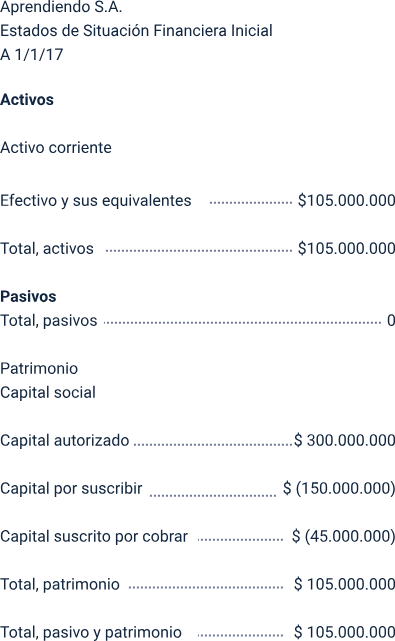 Aprendiendo S.A.
Estados de Situación Financiera Inicial
A 1/1/17
Activos
Activo corriente
Efectivo y sus equivalentes ........................ $105.000.000
Total, activos ........................ $105.000.000
Pasivos
Total, pasivos ........................ 0
Patrimonio
Capital social
Capital autorizado ........................ $ 300.000.000
Capital por suscribir ........................ $ (150.000.000)
Capital suscrito por cobrar ........................ $ (45.000.000)
Total, patrimonio ........................ $ 105.000.000
Total, pasivo y patrimonio ........................ $ 105.000.000